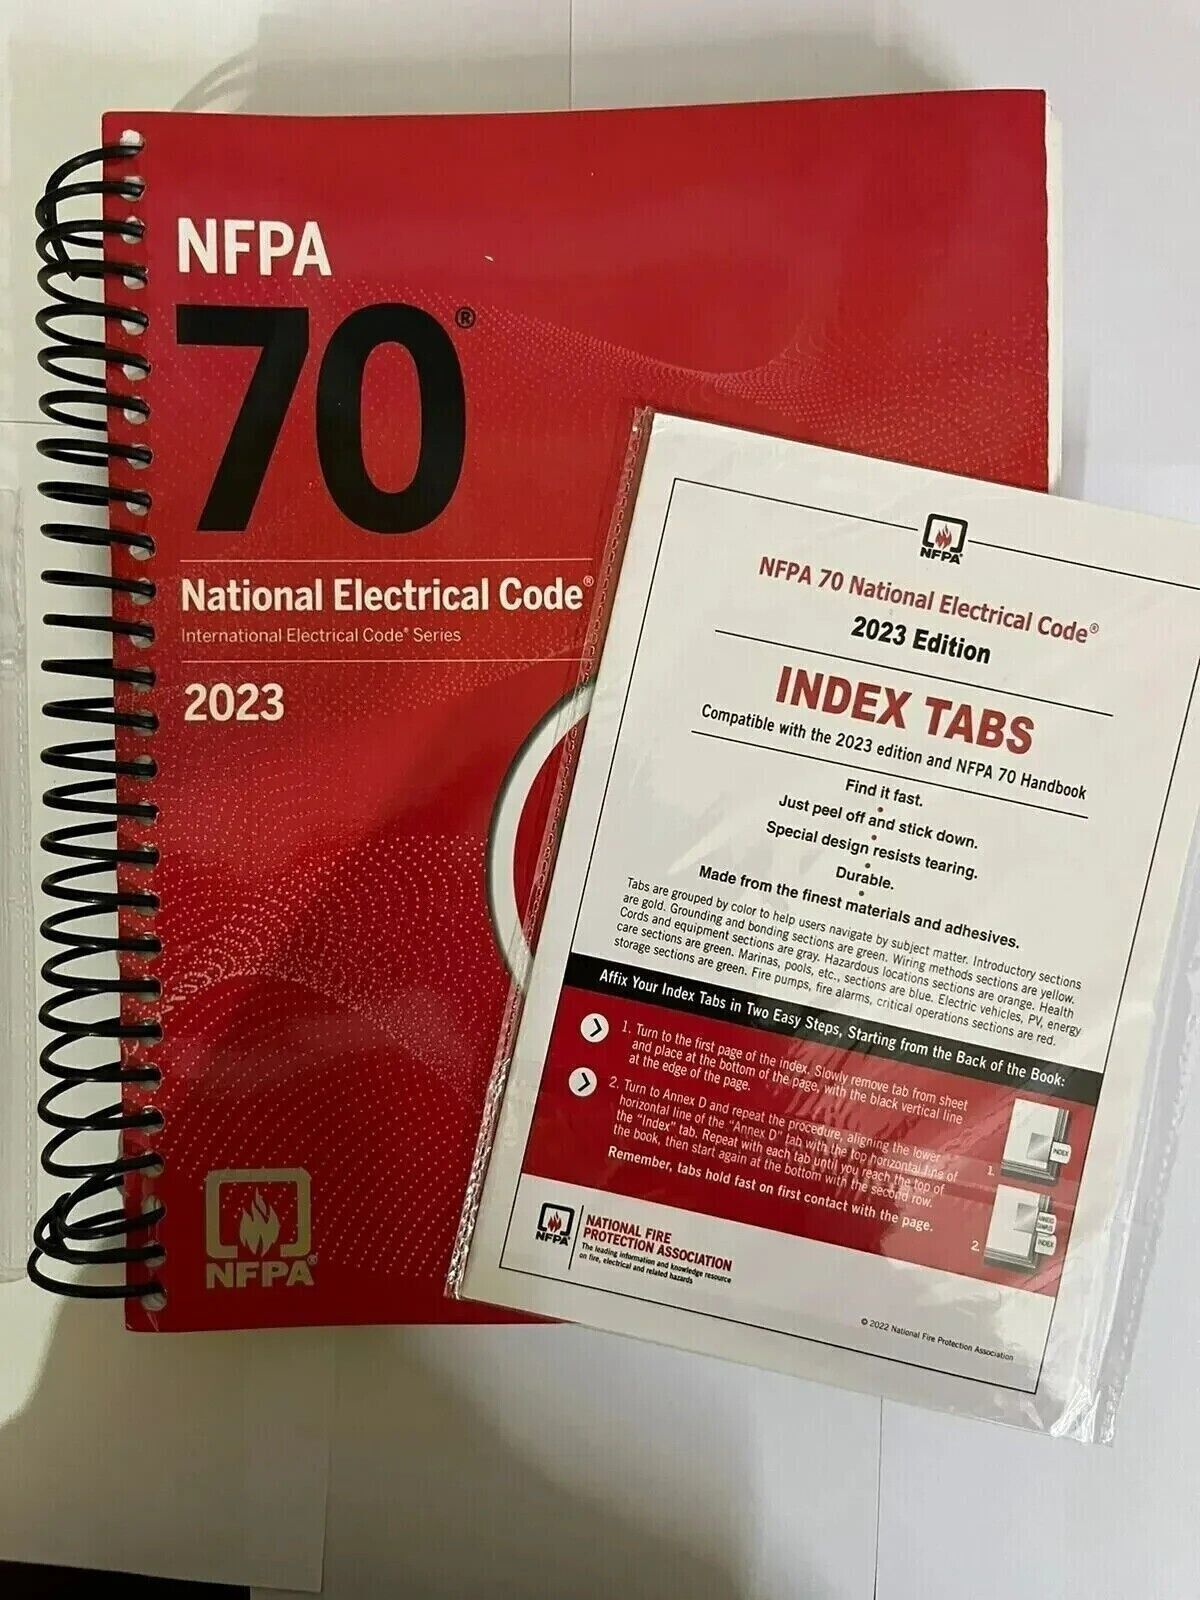 NFPA
70®
National Electrical Code®
International Electrical Code® Series
2023
NFPA®
NFPA®
NFPA 70 National Electrical Code®
2023 Edition
INDEX TABS
Compatible with the 2023 edition and NFPA 70 Handbook
Find it fast.
•
Just peel off and stick down.
•
Special design resists tearing.
•
Durable.
•
Made from the finest materials and adhesives.
Tabs are grouped by color to help users navigate by subject matter. Introductory sections
are gold. Grounding and bonding sections are green. Wiring methods sections are yellow.
Cords and equipment sections are gray. Hazardous locations sections are orange. Health
care sections are green. Marinas, pools, etc., sections are blue. Electric vehicles, PV, energy
storage sections are green. Fire pumps, fire alarms, critical operations sections are red.
Affix Your Index Tabs in Two Easy Steps, Starting from the Back of the Book:
1. Turn to the first page of the index. Slowly remove tab from sheet
and place at the bottom of the page, with the black vertical line
at the edge of the page.
2. Turn to Annex D and repeat the procedure, aligning the lower
horizontal line of the "Annex D" tab with the top horizontal line of
the "Index" tab. Repeat with each tab until you reach the top of
the book, then start again at the bottom with the second row.
Remember, tabs hold fast on first contact with the page.
1.
INDEX
2.
INDEX
NFPA®
NATIONAL FIRE
PROTECTION ASSOCIATION
The leading information and knowledge resource
on fire, electrical and related hazards
© 2022 National Fire Protection Association